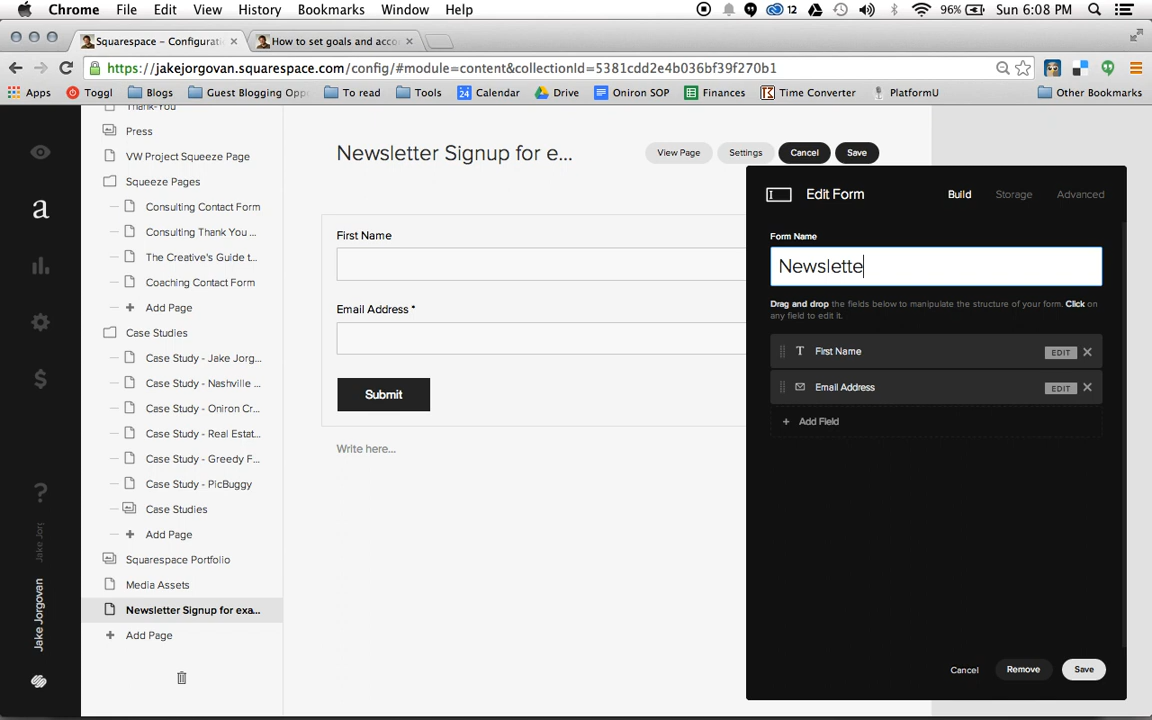 Chrome File Edit View History Bookmarks Window Help 12 96% Sun 6:08 PM
Squarespace – Configurati How to set goals and acco
https://jakejorgovan.squarespace.com/config/#module=content&collectionId=5381cdd2e4b036bf39f270b1
Apps Toggl Blogs Guest Blogging Opp To read Tools 24 Calendar Drive Oniron SOP Finances Time Converter PlatformU Other Bookmarks
Thank-You
Press
VW Project Squeeze Page
Squeeze Pages
Consulting Contact Form
Consulting Thank You ...
The Creative's Guide t...
Coaching Contact Form
+ Add Page
Case Studies
Case Study - Jake Jorg...
Case Study - Nashville ...
Case Study - Oniron Cr...
Case Study - Real Estat...
Case Study - Greedy F...
Case Study - PicBuggy
Case Studies
+ Add Page
Squarespace Portfolio
Media Assets
Newsletter Signup for exa...
+ Add Page
a
$
?
Jake Jor
Jake Jorgovan
Newsletter Signup for e... View Page Settings Cancel Save
First Name
Email Address *
Submit
Write here...
Edit Form Build Storage Advanced
Form Name
Newslette
Drag and drop the fields below to manipulate the structure of your form. Click on
any field to edit it.
T First Name EDIT
Email Address EDIT
+ Add Field
Cancel Remove Save